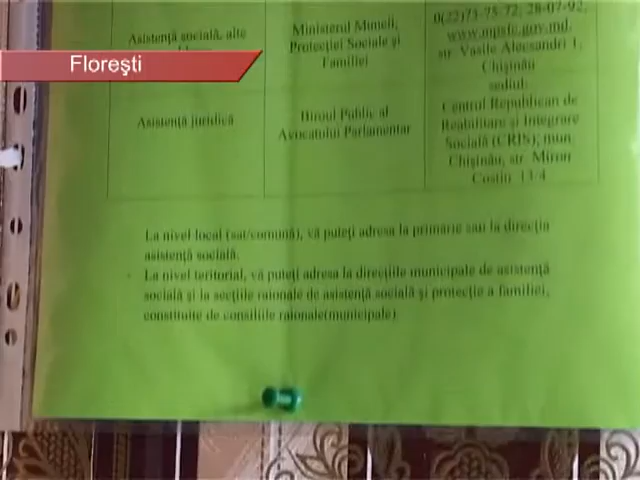 0(22)73-75-72; 28-07-92,
www.mpsfc.gov.md,
str. Vasile Alecsandri 1,
Chişinău
Asistenţă socială, alte
Ministerul Muncii,
Protecţiei Sociale şi
Familiei
Floreşti
Asistenţă juridică
Biroul Public al
Avocatului Parlamentar
sediul:
Centrul Republican de
Reabilitare şi Integrare
Socială (CRIS); mun
Chişinău, str. Miron
Costin 13/4
La nivel local (sat/comună), vă puteţi adresa la primărie sau la direcţia
asistenţă socială.
- La nivel teritorial, vă puteţi adresa la direcţiile municipale de asistenţă
socială şi la secţiile raionale de asistenţă socială şi protecţie a familiei,
constituite de consiliile raionale(municipale)